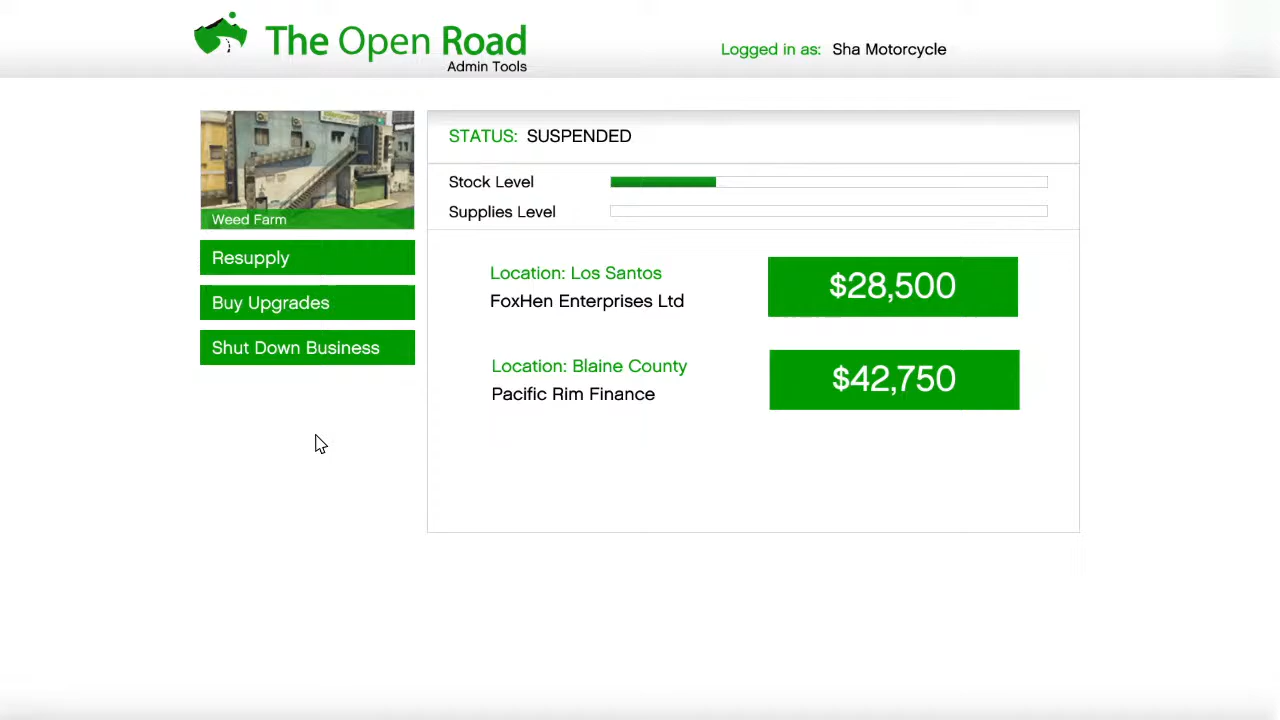 The Open Road
Admin Tools
Logged in as: Sha Motorcycle
Weed Farm
Resupply
Buy Upgrades
Shut Down Business
STATUS: SUSPENDED
Stock Level
Supplies Level
Location: Los Santos
FoxHen Enterprises Ltd
$28,500
Location: Blaine County
Pacific Rim Finance
$42,750